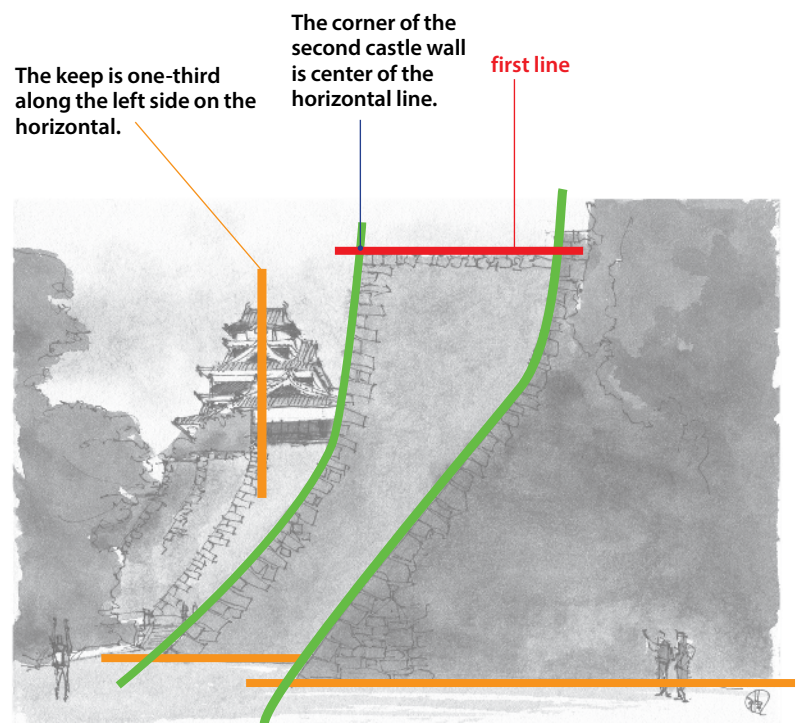 The keep is one-third
along the left side on the
horizontal.
The corner of the
second castle wall
is center of the
horizontal line.
first line